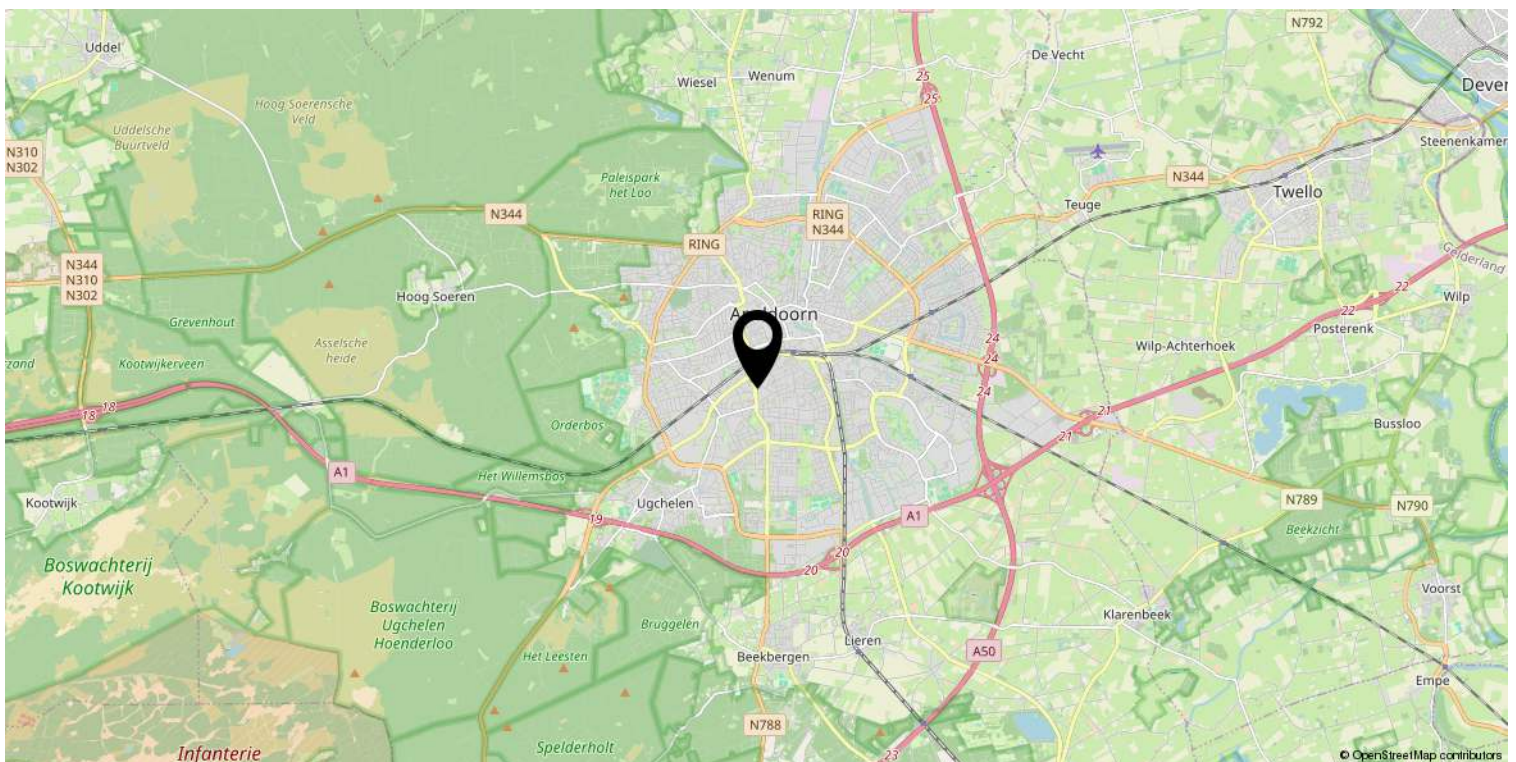 N792
Uddel
De Vecht
Wiesel
Wenum
25
Hoog Soerensche
Veld
25
Uddelsche
Buurtveld
Steenenkamer
N310
N302
Paleispark
het Loo
N344
Twello
Teuge
N344
RING
N344
RING
Gelderland
N344
N310
N302
Hoog Soeren
22
Wilp
22
Grevenhout
Posterenk
24
Asselsche
heide
Wilp-Achterhoek
24
Kootwijkerveen
24
18
18
21
21
Orderbos
Bussloo
A1
Het Willemsbos
Kootwijk
Ugchelen
N789
N790
19
A1
Beekzicht
20
20
Boswachterij
Kootwijk
Voorst
Boswachterij
Ugchelen
Hoenderloo
Klarenbeek
Bruggelen
Lieren
Het Leesten
Beekbergen
A50
Empe
N788
Spelderholt
Infanterie
23
© OpenStreetMap contributors